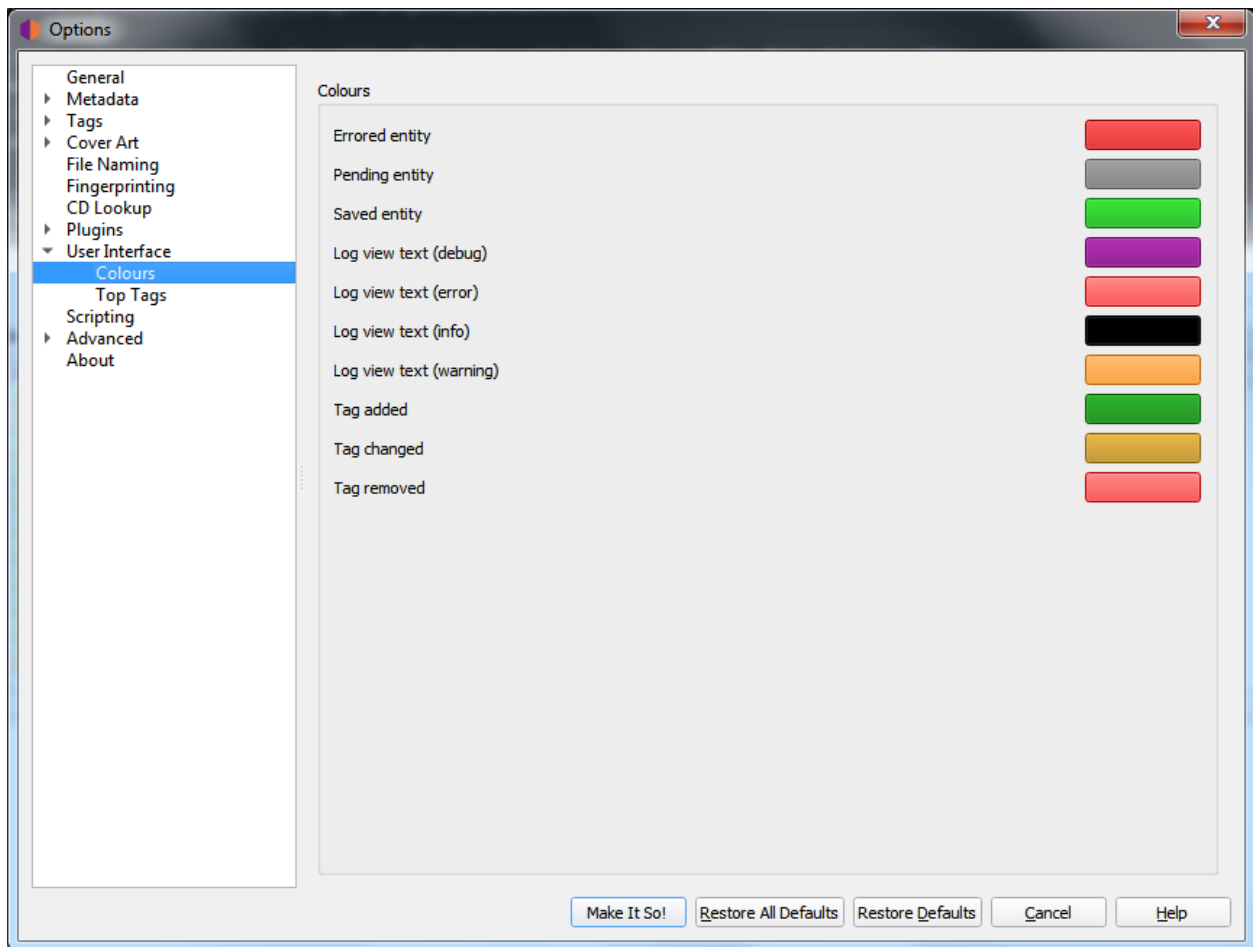 Options
General
Metadata
Tags
Cover Art
File Naming
Fingerprinting
CD Lookup
Plugins
User Interface
Colours
Top Tags
Scripting
Advanced
About
Colours
Errored entity
Pending entity
Saved entity
Log view text (debug)
Log view text (error)
Log view text (info)
Log view text (warning)
Tag added
Tag changed
Tag removed
Make It So! Restore All Defaults Restore Defaults Cancel Help